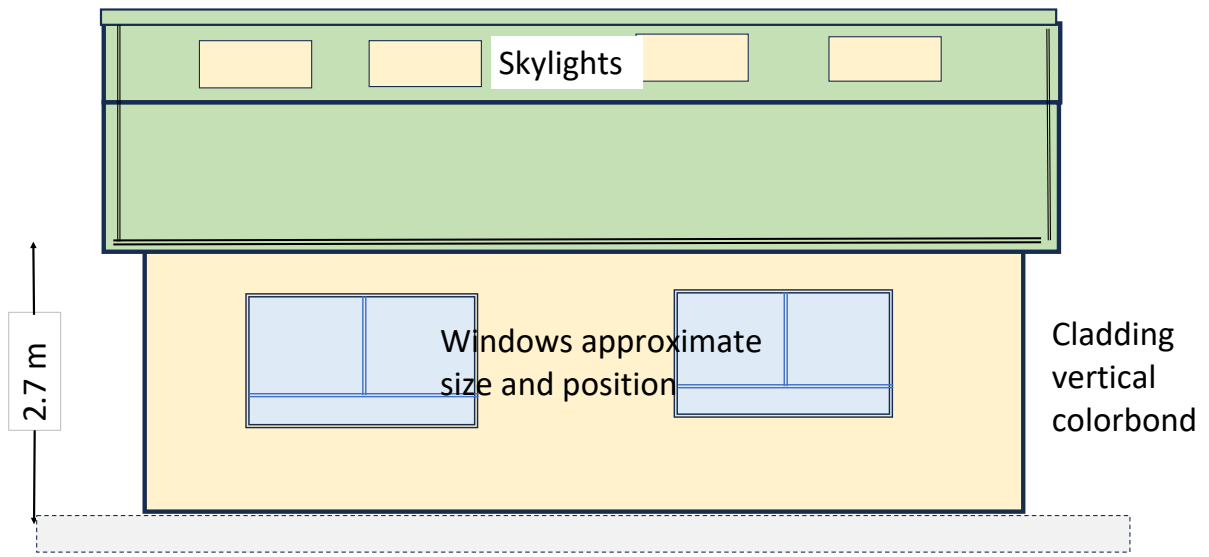 Skylights
Windows approximate
size and position
2.7 m
Cladding
vertical
colorbond